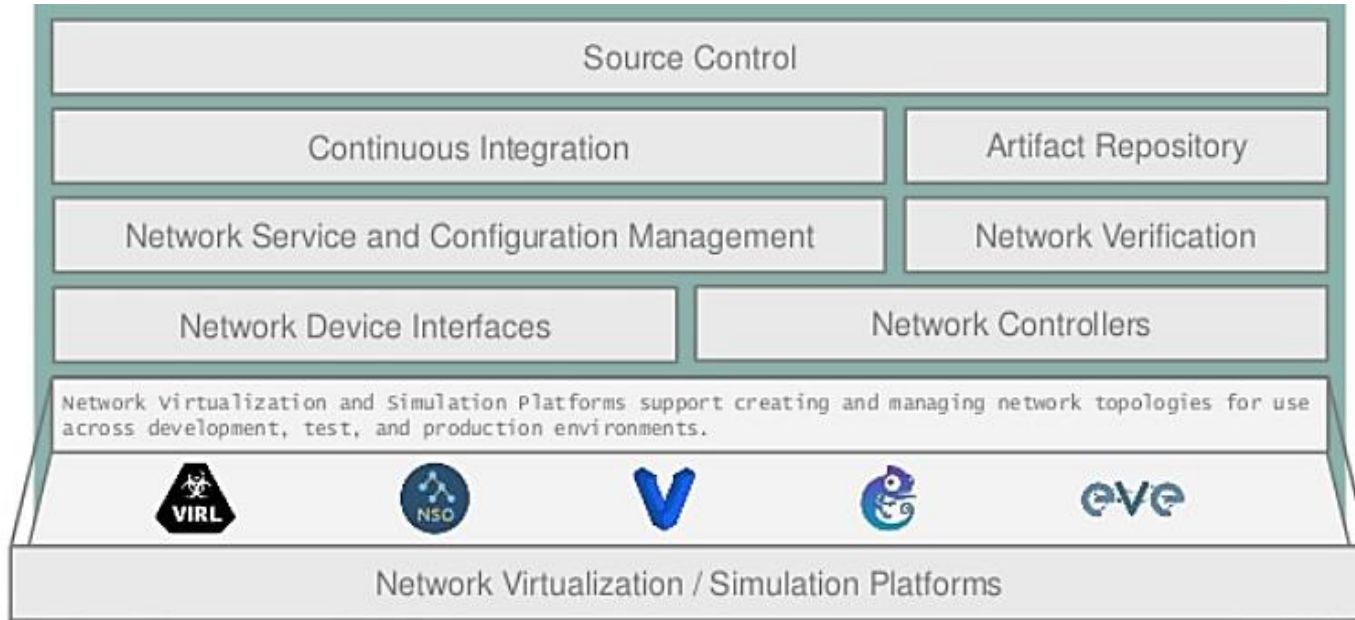 Source Control
Continuous Integration
Artifact Repository
Network Service and Configuration Management
Network Verification
Network Device Interfaces
Network Controllers
Network Virtualization and Simulation Platforms support creating and managing network topologies for use
across development, test, and production environments.
VIRL
NSO
eve
Network Virtualization / Simulation Platforms